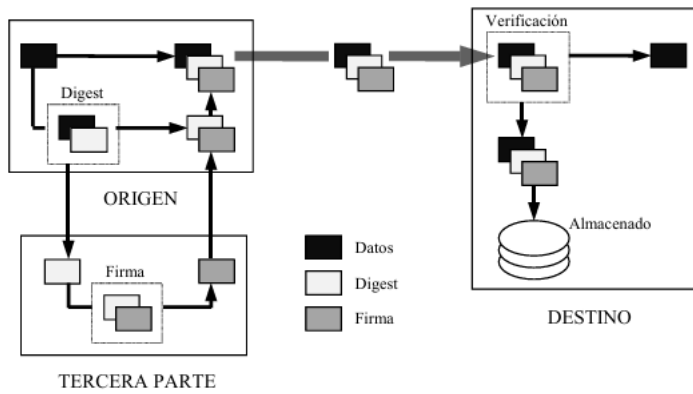 Verificación
Digest
ORIGEN
Almacenado
Datos
Firma
Digest
Firma
DESTINO
TERCERA PARTE